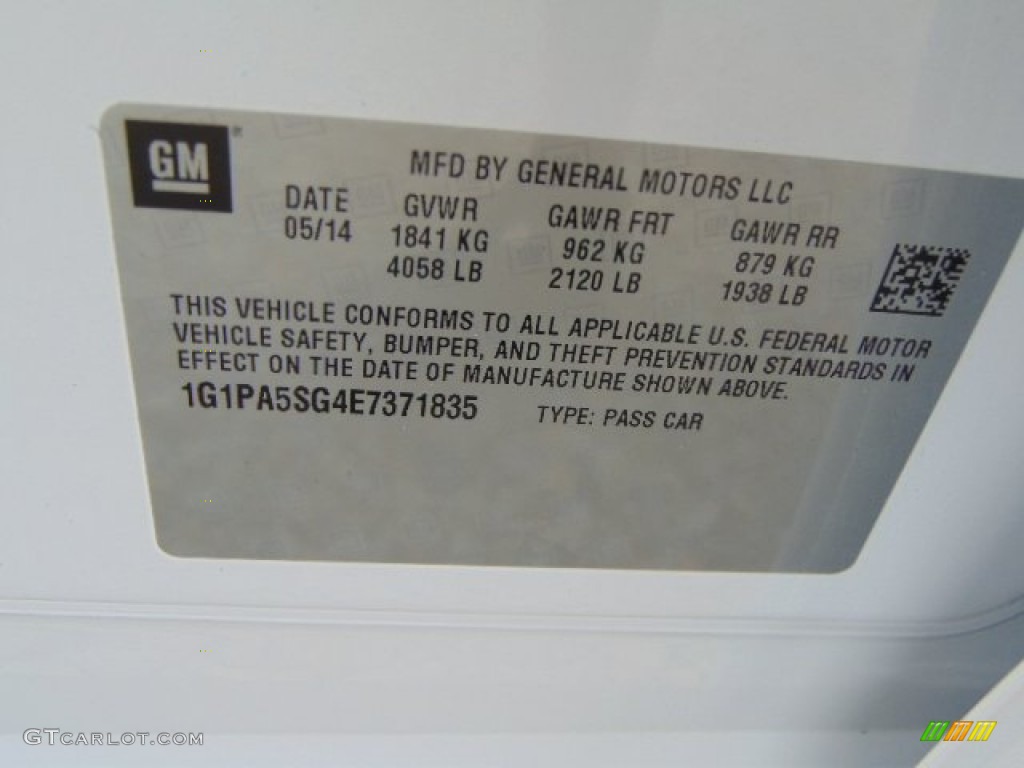 GM
®
MFD BY GENERAL MOTORS LLC
DATE GVWR GAWR FRT GAWR RR
05/14 1841 KG 962 KG 879 KG
4058 LB 2120 LB 1938 LB
THIS VEHICLE CONFORMS TO ALL APPLICABLE U.S. FEDERAL MOTOR
VEHICLE SAFETY, BUMPER, AND THEFT PREVENTION STANDARDS IN
EFFECT ON THE DATE OF MANUFACTURE SHOWN ABOVE.
1G1PA5SG4E7371835 TYPE: PASS CAR
GTCARLOT.COM